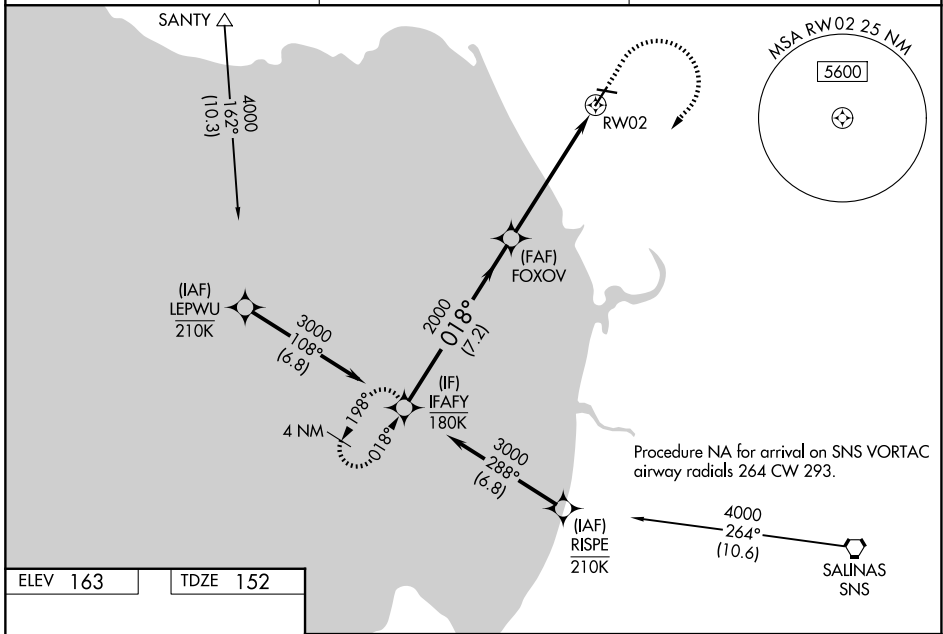 SANTY
4000
162°
(10.3)
MSA RW02 25 NM
5600
RW02
(FAF)
FOXOV
(IAF)
LEPWU
210K
3000
108°
(6.8)
2000
018°
(7.2)
(IF)
IFAFY
180K
198°
4 NM
018°
3000
288°
(6.8)
Procedure NA for arrival on SNS VORTAC
airway radials 264 CW 293.
(IAF)
RISPE
210K
4000
264°
(10.6)
SALINAS
SNS
ELEV 163
TDZE 152